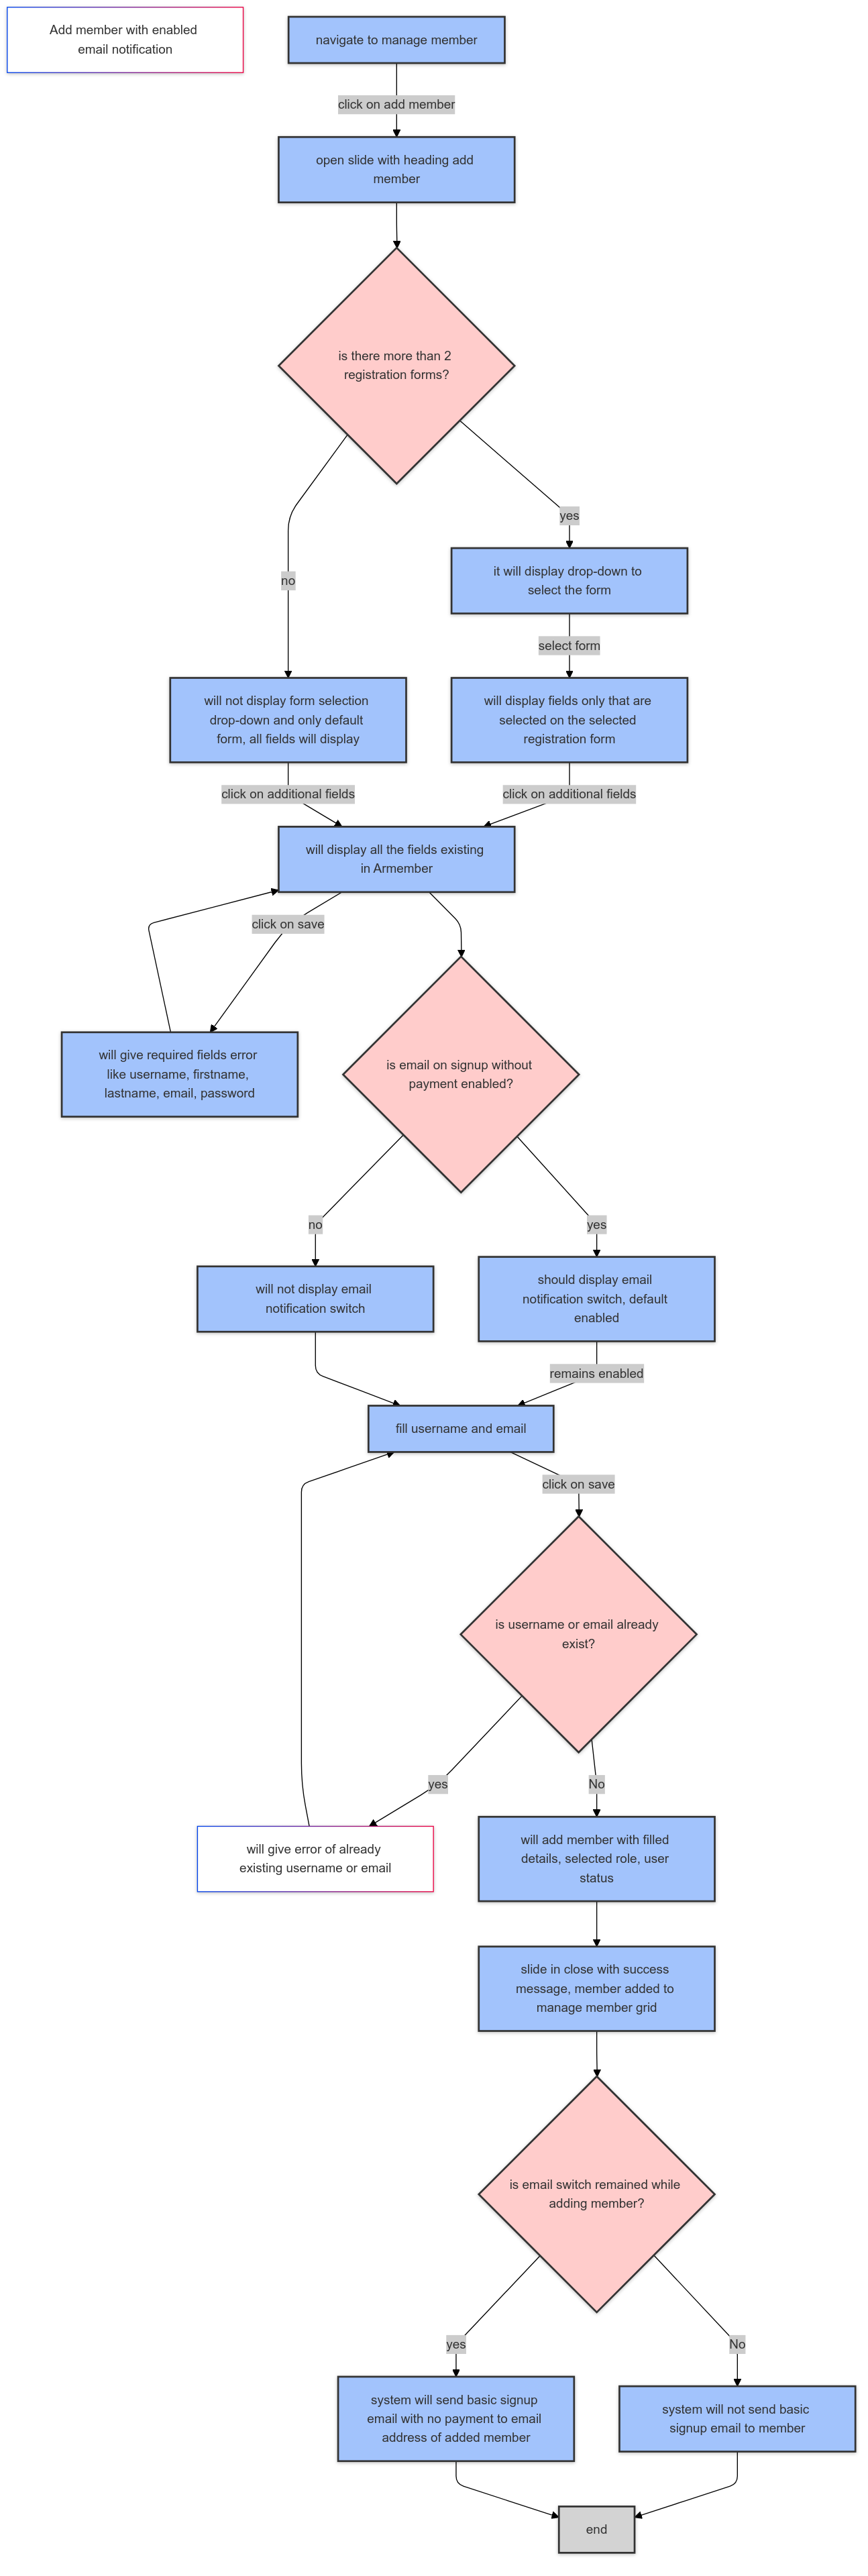 Add member with enabled
email notification
navigate to manage member
click on add member
open slide with heading add
member
is there more than 2
registration forms?
yes
no
it will display drop-down to
select the form
select form
will not display form selection
drop-down and only default
form, all fields will display
will display fields only that are
selected on the selected
registration form
click on additional fields
click on additional fields
will display all the fields existing
in Armember
click on save
will give required fields error
like username, firstname,
lastname, email, password
is email on signup without
payment enabled?
no
yes
will not display email
notification switch
should display email
notification switch, default
enabled
remains enabled
fill username and email
click on save
is username or email already
exist?
yes
No
will give error of already
existing username or email
will add member with filled
details, selected role, user
status
slide in close with success
message, member added to
manage member grid
is email switch remained while
adding member?
yes
No
system will send basic signup
email with no payment to email
address of added member
system will not send basic
signup email to member
end